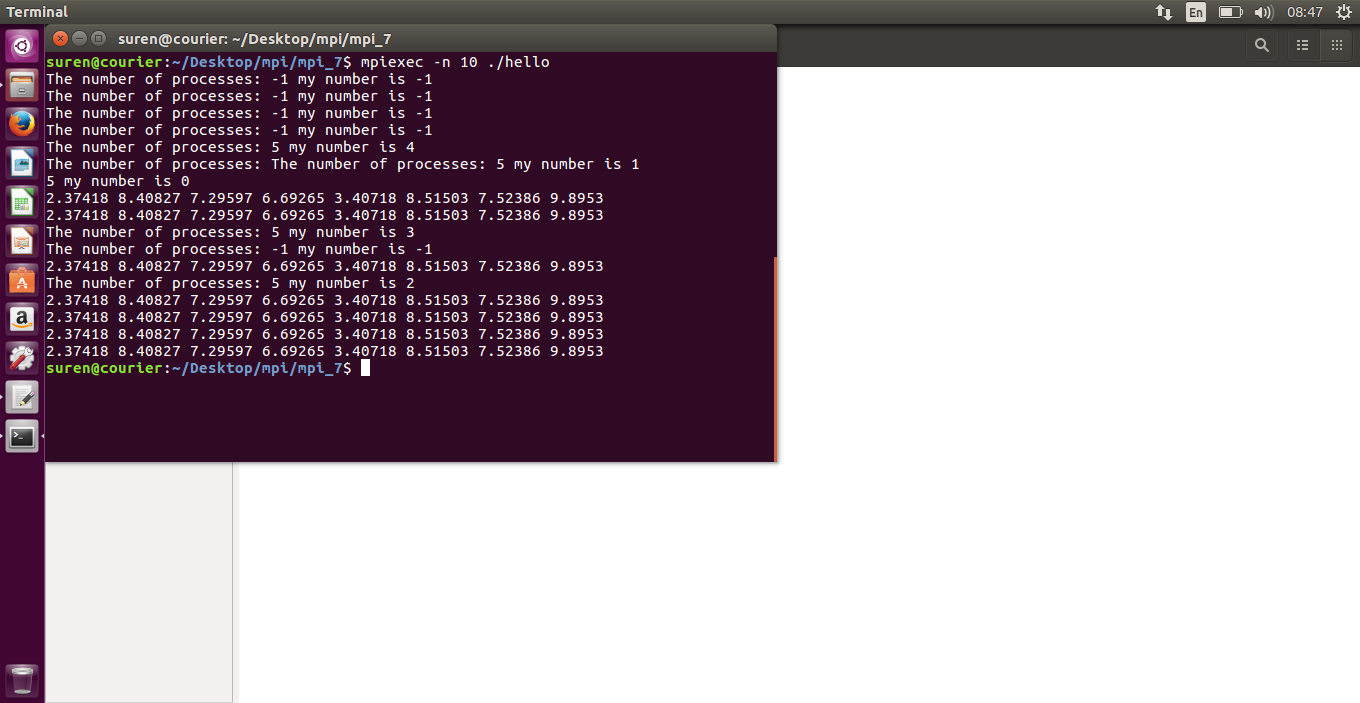 Terminal
En
08:47
suren@courier: ~/Desktop/mpi/mpi_7
suren@courier:~/Desktop/mpi/mpi_7$ mpiexec -n 10 ./hello
The number of processes: -1 my number is -1
The number of processes: -1 my number is -1
The number of processes: -1 my number is -1
The number of processes: -1 my number is -1
The number of processes: 5 my number is 4
The number of processes: The number of processes: 5 my number is 1
5 my number is 0
2.37418 8.40827 7.29597 6.69265 3.40718 8.51503 7.52386 9.8953
2.37418 8.40827 7.29597 6.69265 3.40718 8.51503 7.52386 9.8953
The number of processes: 5 my number is 3
The number of processes: -1 my number is -1
2.37418 8.40827 7.29597 6.69265 3.40718 8.51503 7.52386 9.8953
The number of processes: 5 my number is 2
2.37418 8.40827 7.29597 6.69265 3.40718 8.51503 7.52386 9.8953
2.37418 8.40827 7.29597 6.69265 3.40718 8.51503 7.52386 9.8953
2.37418 8.40827 7.29597 6.69265 3.40718 8.51503 7.52386 9.8953
2.37418 8.40827 7.29597 6.69265 3.40718 8.51503 7.52386 9.8953
suren@courier:~/Desktop/mpi/mpi_7$